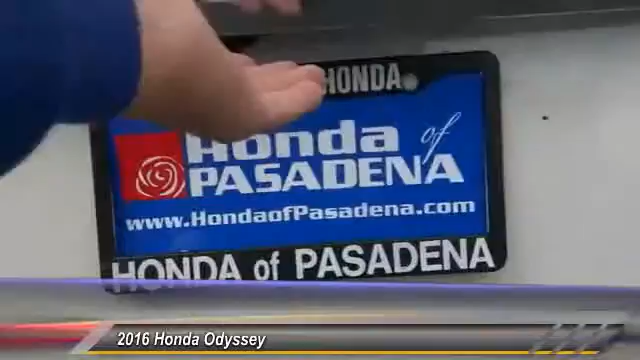 HONDA
Honda of
PASADENA
www.HondaofPasadena.com
HONDA of PASADENA
2016 Honda Odyssey